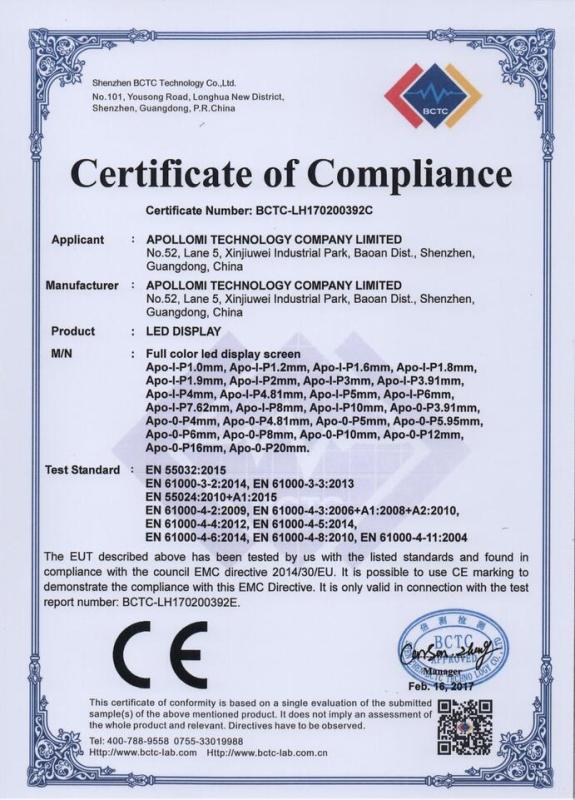 Shenzhen BCTC Technology Co.,Ltd.
No.101, Yousong Road, Longhua New District,
Shenzhen, Guangdong, P.R.China
BCTC
Certificate of Compliance
Certificate Number: BCTC-LH170200392C
Applicant : APOLLOMI TECHNOLOGY COMPANY LIMITED
No.52, Lane 5, Xinjiuwei Industrial Park, Baoan Dist., Shenzhen,
Guangdong, China
Manufacturer : APOLLOMI TECHNOLOGY COMPANY LIMITED
No.52, Lane 5, Xinjiuwei Industrial Park, Baoan Dist., Shenzhen,
Guangdong, China
Product : LED DISPLAY
M/N : Full color led display screen
Apo-I-P1.0mm, Apo-I-P1.2mm, Apo-I-P1.6mm, Apo-I-P1.8mm,
Apo-I-P1.9mm, Apo-I-P2mm, Apo-I-P3mm, Apo-I-P3.91mm,
Apo-I-P4mm, Apo-I-P4.81mm, Apo-I-P5mm, Apo-I-P6mm,
Apo-I-P7.62mm, Apo-I-P8mm, Apo-I-P10mm, Apo-0-P3.91mm,
Apo-0-P4mm, Apo-0-P4.81mm, Apo-0-P5mm, Apo-0-P5.95mm,
Apo-0-P6mm, Apo-0-P8mm, Apo-0-P10mm, Apo-0-P12mm,
Apo-0-P16mm, Apo-0-P20mm.
Test Standard : EN 55032:2015
EN 61000-3-2:2014, EN 61000-3-3:2013
EN 55024:2010+A1:2015
EN 61000-4-2:2009, EN 61000-4-3:2006+A1:2008+A2:2010,
EN 61000-4-4:2012, EN 61000-4-5:2014,
EN 61000-4-6:2014, EN 61000-4-8:2010, EN 61000-4-11:2004
The EUT described above has been tested by us with the listed standards and found in
compliance with the council EMC directive 2014/30/EU. It is possible to use CE marking to
demonstrate the compliance with this EMC Directive. It is only valid in connection with the test
report number: BCTC-LH170200392E.
CE
BCTC
APPROVED
Manager
Feb. 16, 2017
This certificate of conformity is based on a single evaluation of the submitted
sample(s) of the above mentioned product. It does not imply an assessment of
the whole product and relevant. Directives have to be observed.
Tel: 400-788-9558 0755-33019988
Http://www.bctc-lab.com Http://www.bctc-lab.com.cn